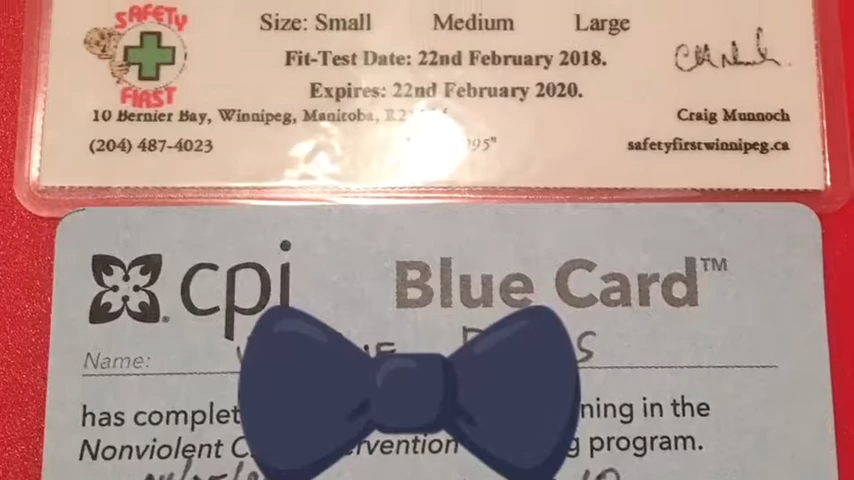 SAFETY
FIRST
Size: Small Medium Large
Fit-Test Date: 22nd February 2018.
Expires: 22nd February 2020.
10 Bernier Bay, Winnipeg, Manitoba,
Craig Munnoch
(204) 487-4023
safetyfirstwinnipeg.ca
cpi
Blue Card™
Name:
has complet ning in the
Nonviolent C rvention g program.